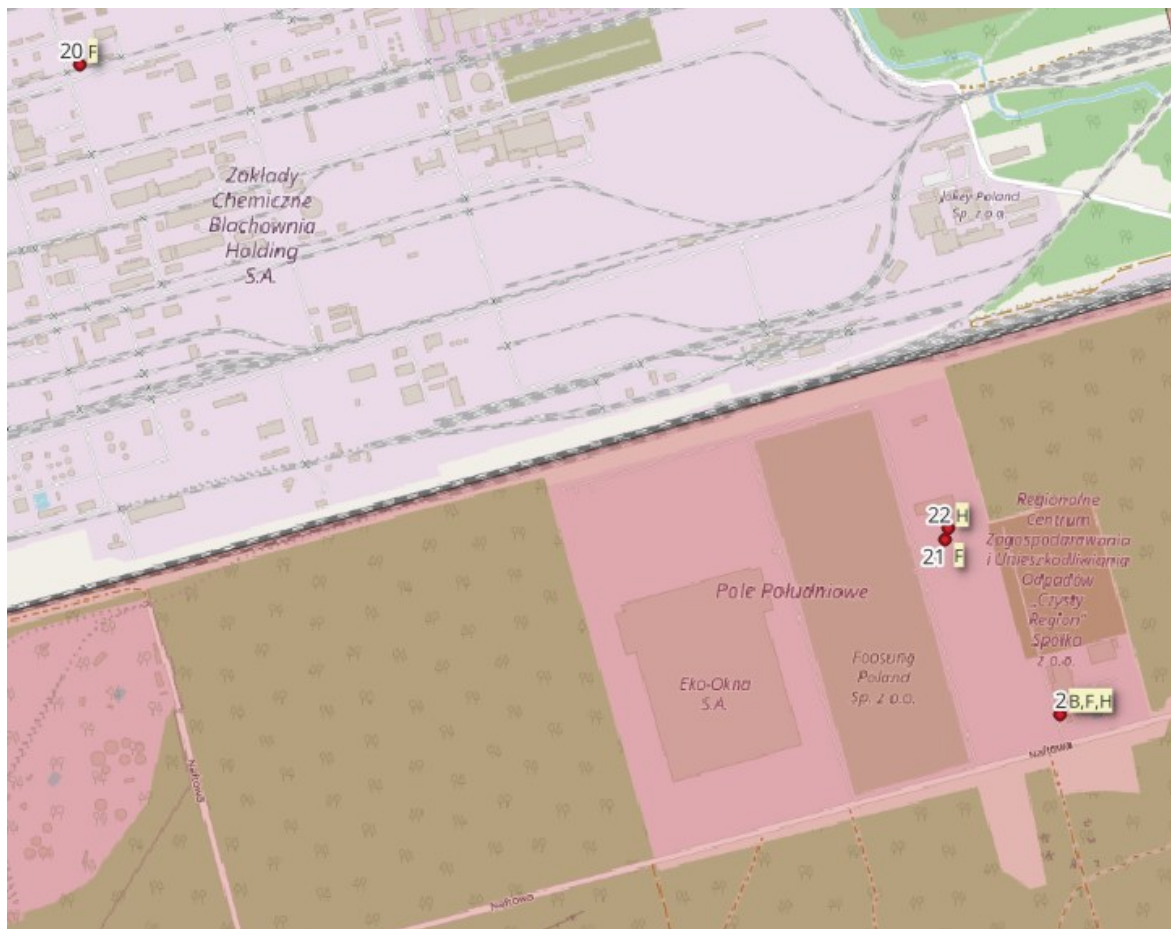 20 F
Zakłady
Chemiczne
Blachownia
Holding
S.A.
Jokey Poland
Sp. z o.o.
22 H
21 F
Regionalne
Centrum
Zagospodarowania
i Unieszkodliwiania
Odpadów
„Czysty
Region"
Spółka
z o.o.
Pole Południowe
Foosung
Poland
Sp. z o.o.
Eko-Okna
S.A.
2 B,F,H
Naftowa
Naftowa
Naftowa
Naftowa